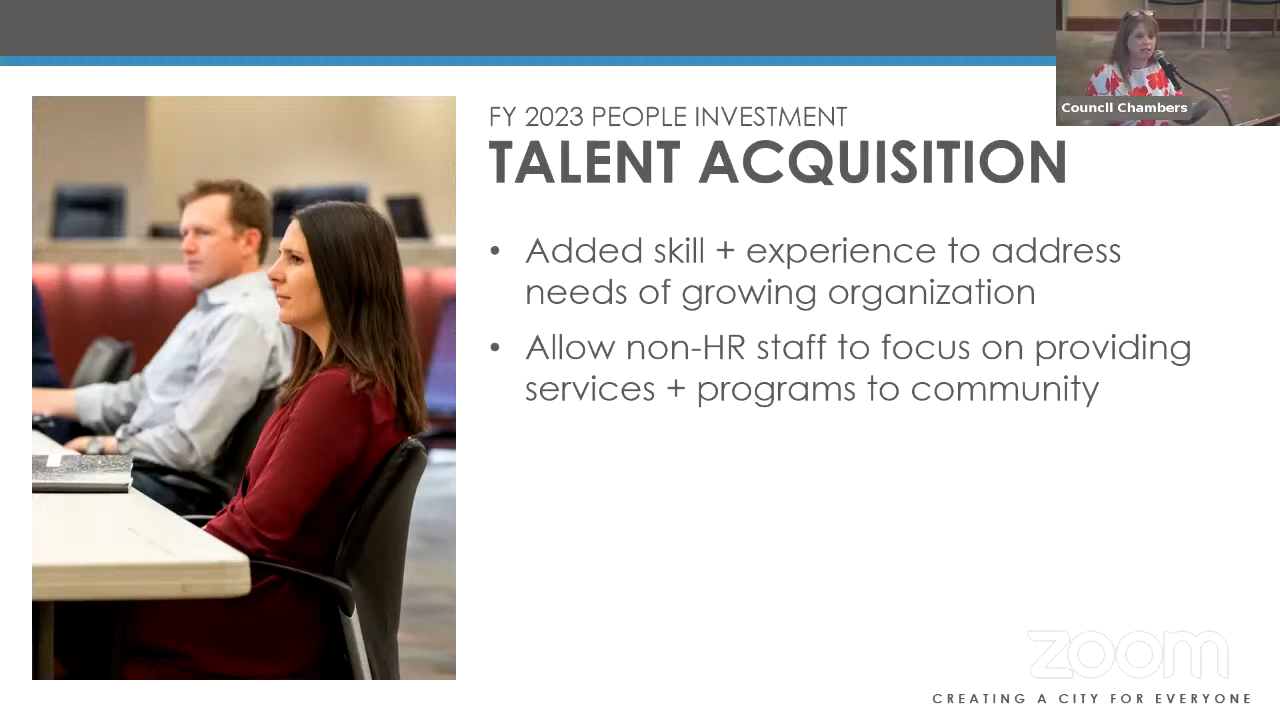 Council Chambers
FY 2023 PEOPLE INVESTMENT
TALENT ACQUISITION
• Added skill + experience to address
needs of growing organization
• Allow non-HR staff to focus on providing
services + programs to community
zoom
CREATING A CITY FOR EVERYONE